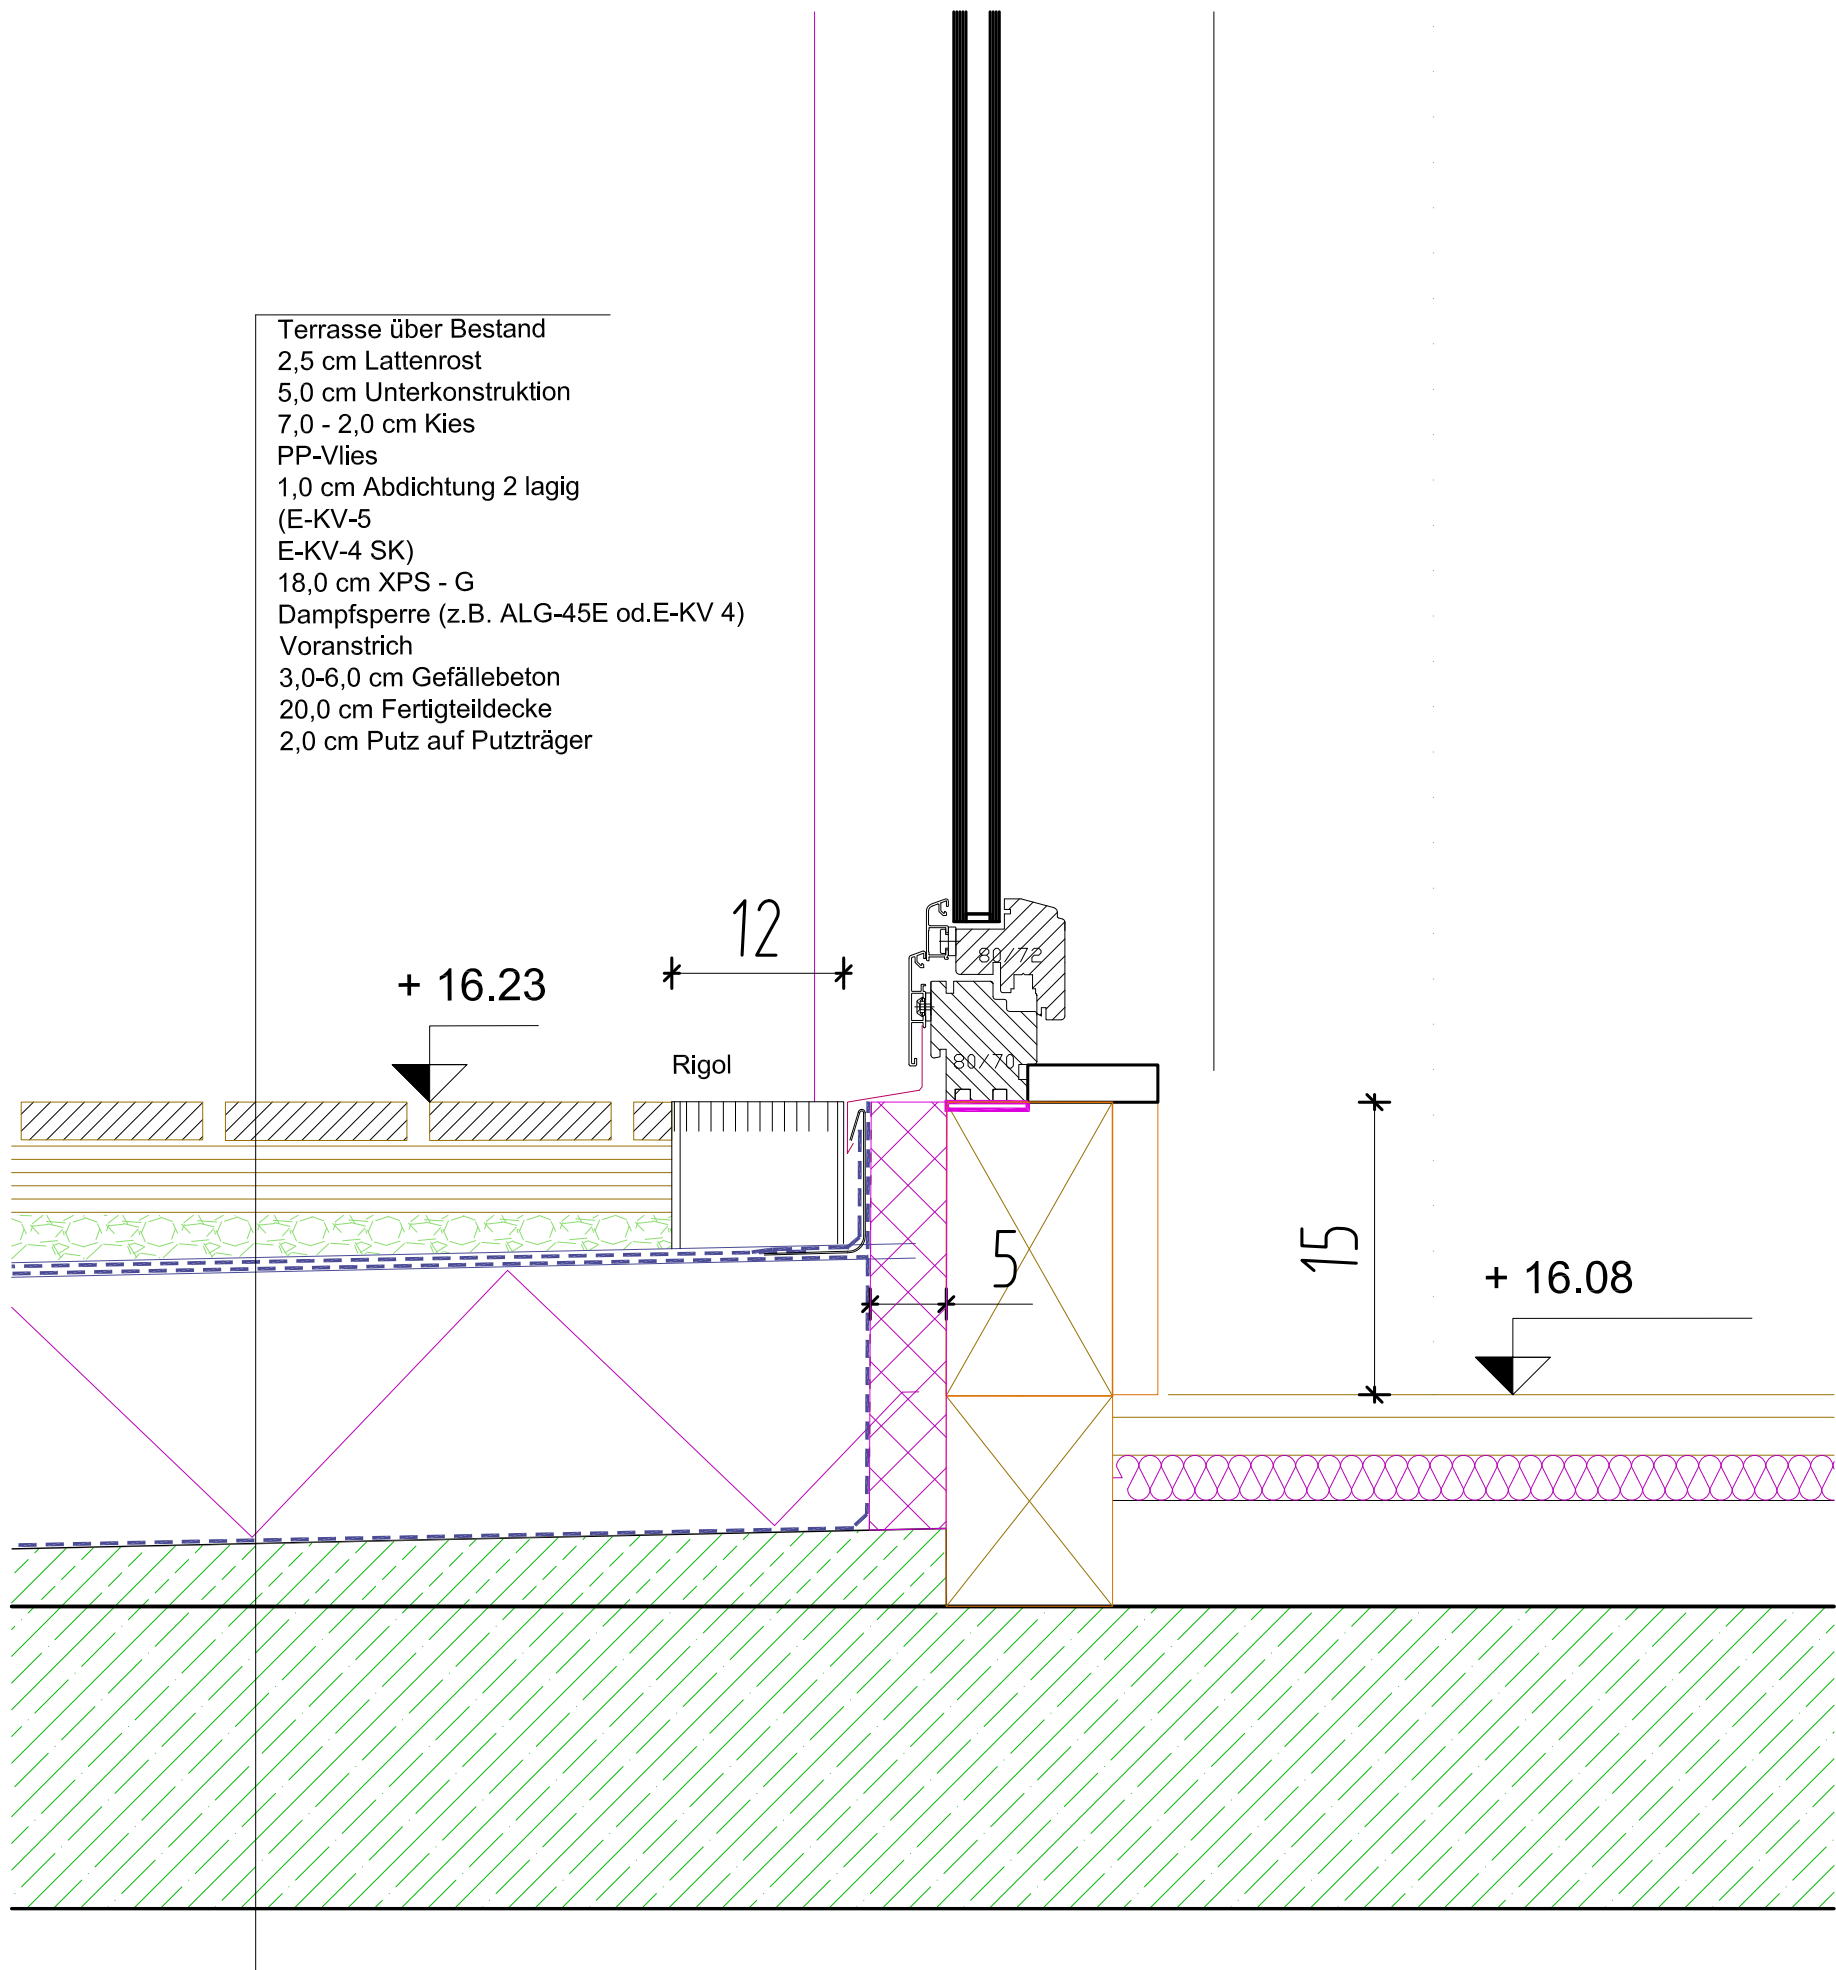 Terrasse über Bestand
2,5 cm Lattenrost
5,0 cm Unterkonstruktion
7,0 - 2,0 cm Kies
PP-Vlies
1,0 cm Abdichtung 2 lagig
(E-KV-5
E-KV-4 SK)
18,0 cm XPS - G
Dampfsperre (z.B. ALG-45E od.E-KV 4)
Voranstrich
3,0-6,0 cm Gefällebeton
20,0 cm Fertigteildecke
2,0 cm Putz auf Putzträger
12
80/72
+ 16.23
Rigol
80/70
5
15
+ 16.08